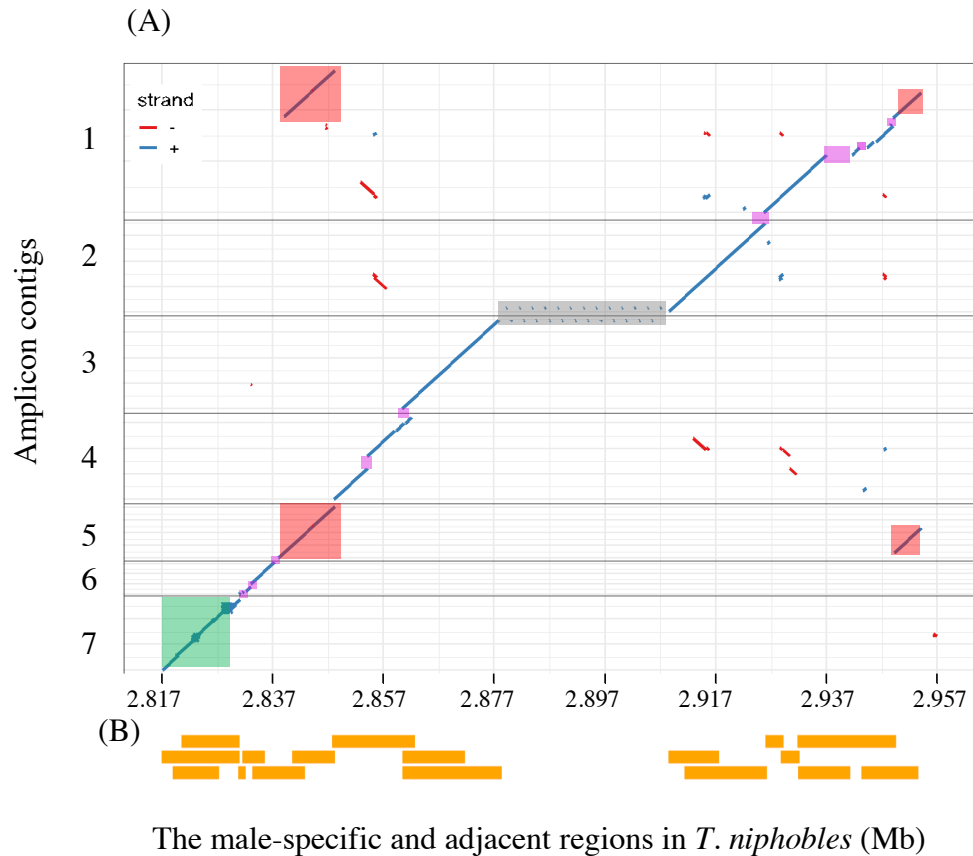 (A)
strand
-
+
1
2
3
4
5
6
7
Amplicon contigs
2.817 2.837 2.857 2.877 2.897 2.917 2.937 2.957
(B)
The male-specific and adjacent regions in T. niphobles (Mb)